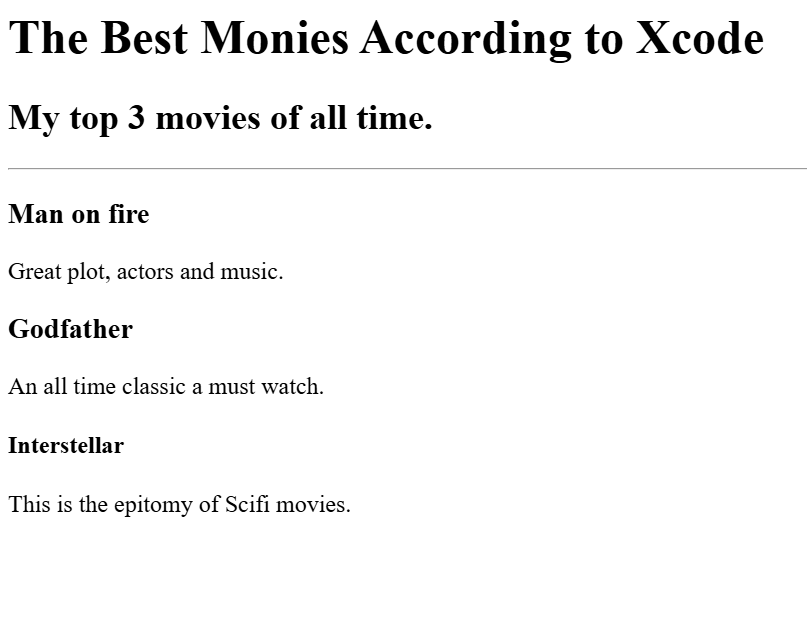 The Best Monies According to Xcode
My top 3 movies of all time.
Man on fire
Great plot, actors and music.
Godfather
An all time classic a must watch.
Interstellar
This is the epitomy of Scifi movies.